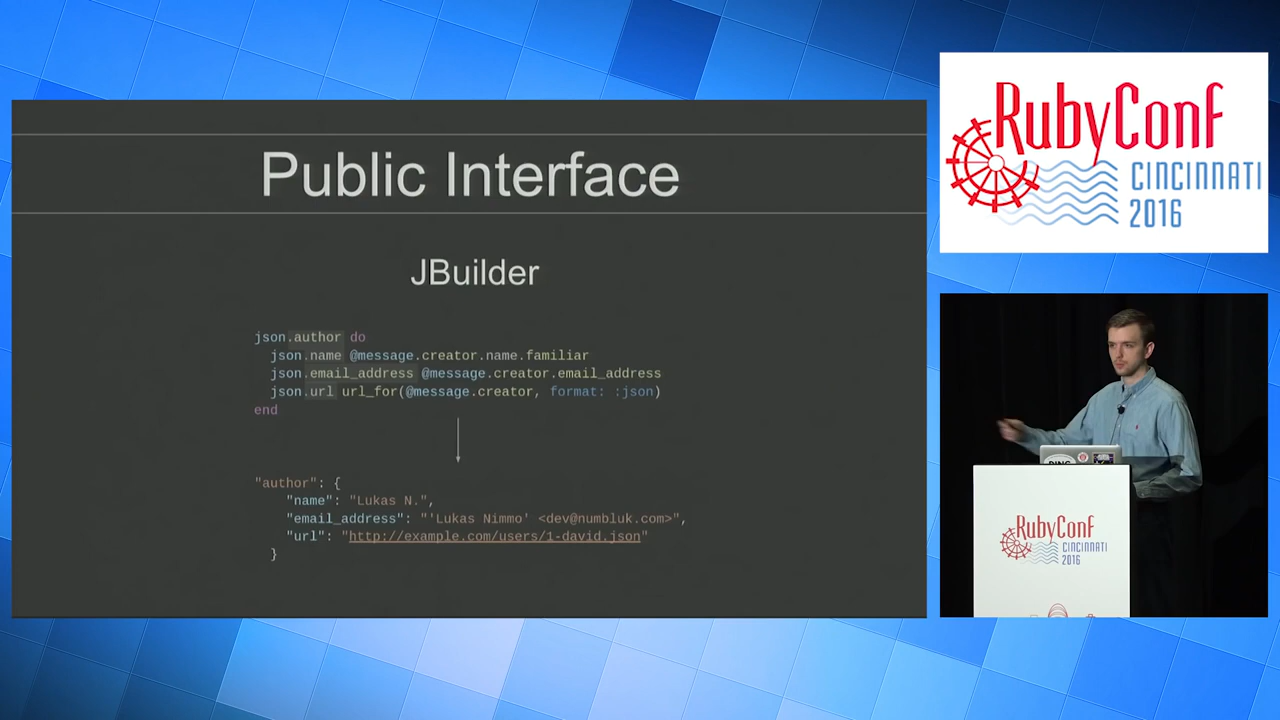 Public Interface
JBuilder
json.author do
json.name @message.creator.name.familiar
json.email_address @message.creator.email_address
json.url url_for(@message.creator, format: :json)
end
"author": {
"name": "Lukas N.",
"email_address": "'Lukas Nimmo' <dev@numbluk.com>",
"url": "http://example.com/users/1-david.json"
}
RubyConf
CINCINNATI
2016
RubyConf
CINCINNATI
2016